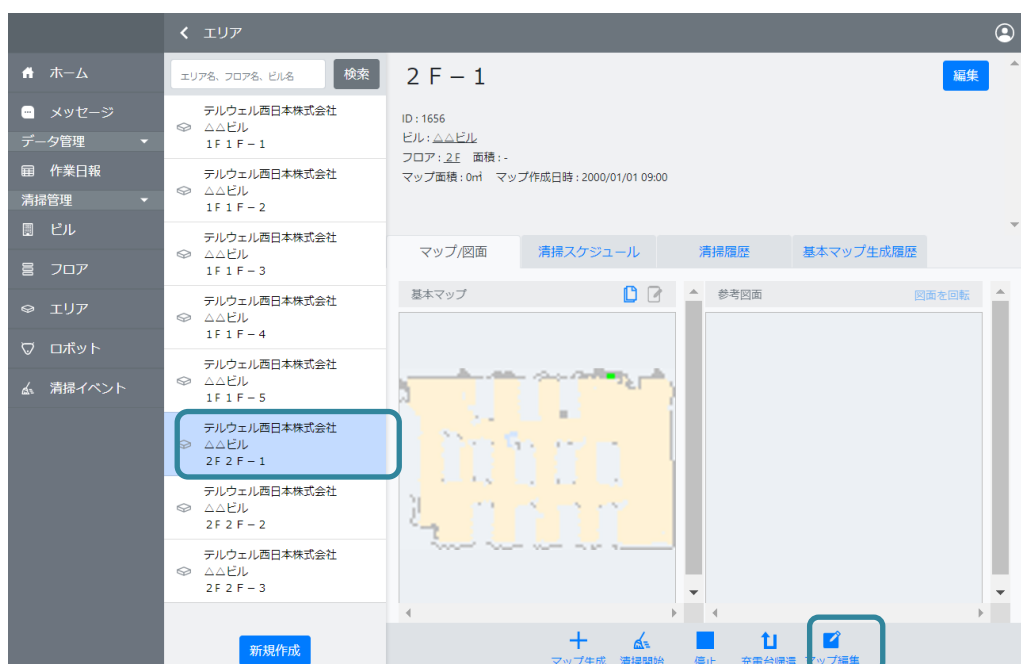 エリア
ホーム
メッセージ
データ管理
作業日報
清掃管理
ビル
フロア
エリア
ロボット
清掃イベント
エリア名、フロア名、ビル名
検索
テルウェル西日本株式会社
△△ビル
1F 1F－1
テルウェル西日本株式会社
△△ビル
1F 1F－2
テルウェル西日本株式会社
△△ビル
1F 1F－3
テルウェル西日本株式会社
△△ビル
1F 1F－4
テルウェル西日本株式会社
△△ビル
1F 1F－5
テルウェル西日本株式会社
△△ビル
2F 2F－1
テルウェル西日本株式会社
△△ビル
2F 2F－2
テルウェル西日本株式会社
△△ビル
2F 2F－3
新規作成
２Ｆ－１
編集
ID : 1656
ビル : △△ビル
フロア : 2F 面積 : -
マップ面積 : 0㎡ マップ作成日時 : 2000/01/01 09:00
マップ/図面 清掃スケジュール 清掃履歴 基本マップ生成履歴
基本マップ
参考図面 図面を回転
マップ生成 清掃開始 停止 充電台帰還 マップ編集